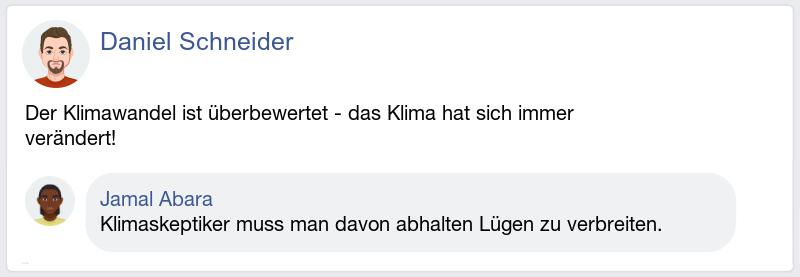 Daniel Schneider
Der Klimawandel ist überbewertet - das Klima hat sich immer
verändert!
Jamal Abara
Klimaskeptiker muss man davon abhalten Lügen zu verbreiten.